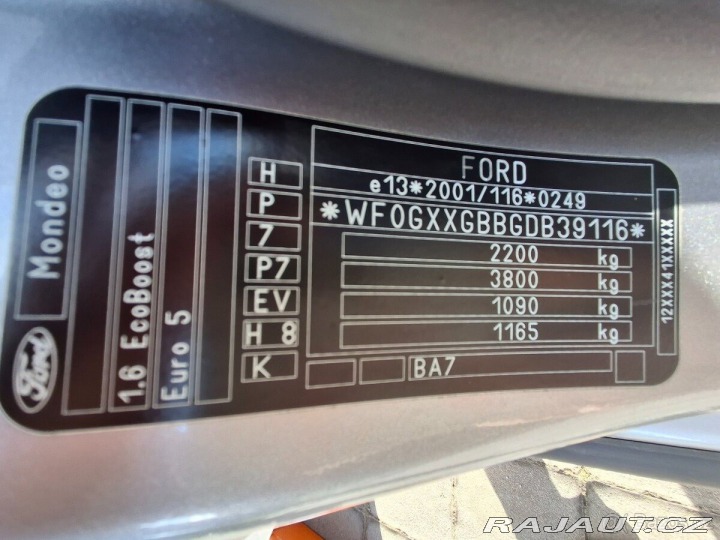 Ford
Mondeo
1.6 EcoBoost
Euro 5
H
P
7
P7
EV
H 8
K
FORD
e13*2001/116*0249
*WF0GXXGBBGDB39116*
2200 kg
3800 kg
1090 kg
1165 kg
BA7
12XXX41XXXXX
RAJAUT.CZ